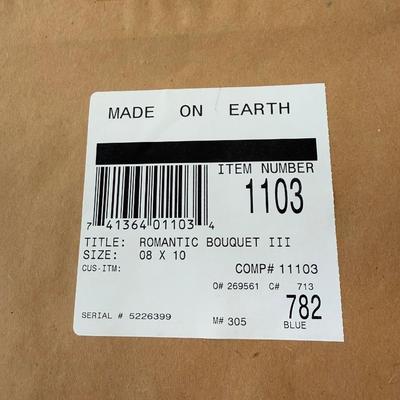 MADE ON EARTH
ITEM NUMBER
1103
7 41364 01103 4
TITLE: ROMANTIC BOUQUET III
SIZE: 08 X 10
CUS-ITM: COMP# 11103
O# 269561 C# 713
782
SERIAL # 5226399 M# 305 BLUE